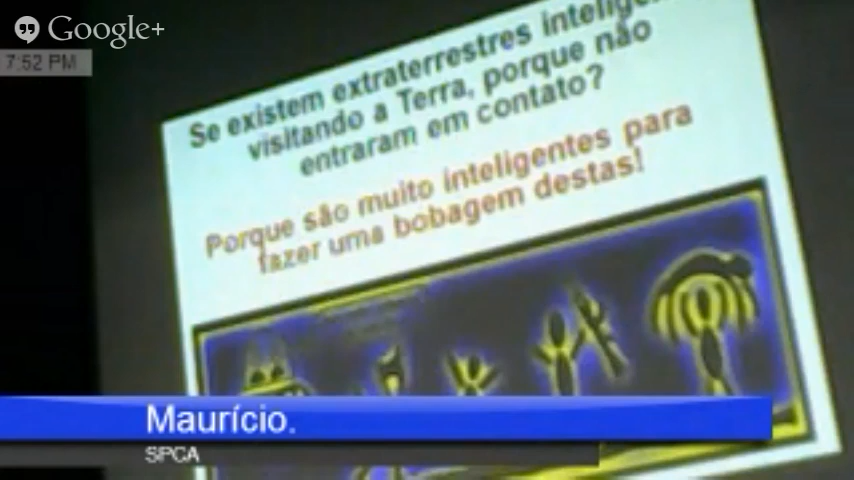 Google+
7:52 PM
Se existem extraterrestres
visitando a Terra, porque não
entraram em contato?
Porque são muito inteligentes para
fazer uma bobagem destas!
Maurício.
SPCA